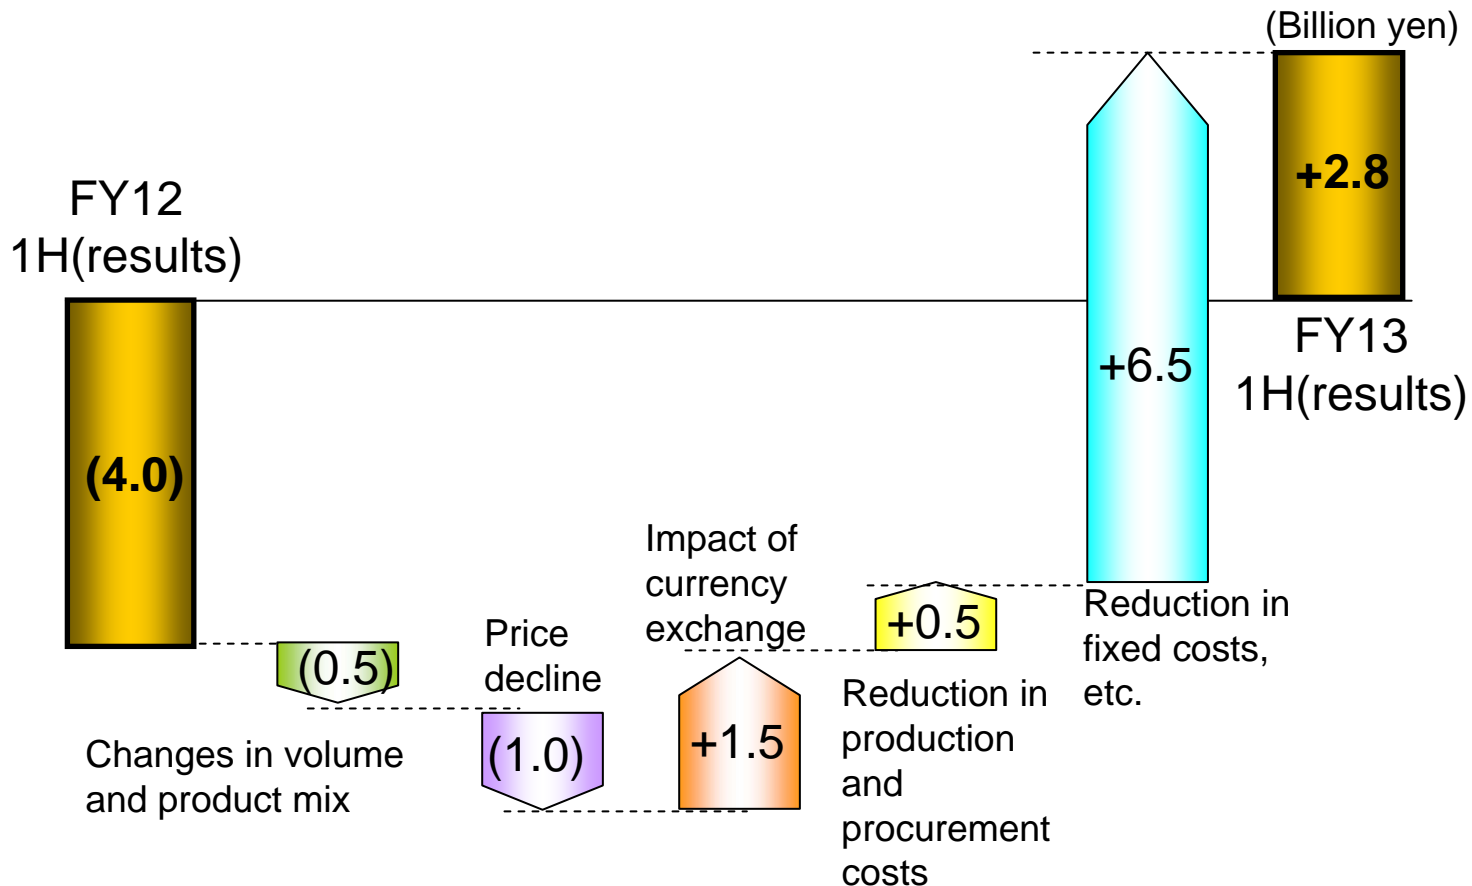 (Billion yen)
FY12
1H(results)
(4.0)
(0.5)
Changes in volume
and product mix
Price
decline
(1.0)
Impact of
currency
exchange
+1.5
+0.5
Reduction in
production
and
procurement
costs
+6.5
Reduction in
fixed costs,
etc.
+2.8
FY13
1H(results)